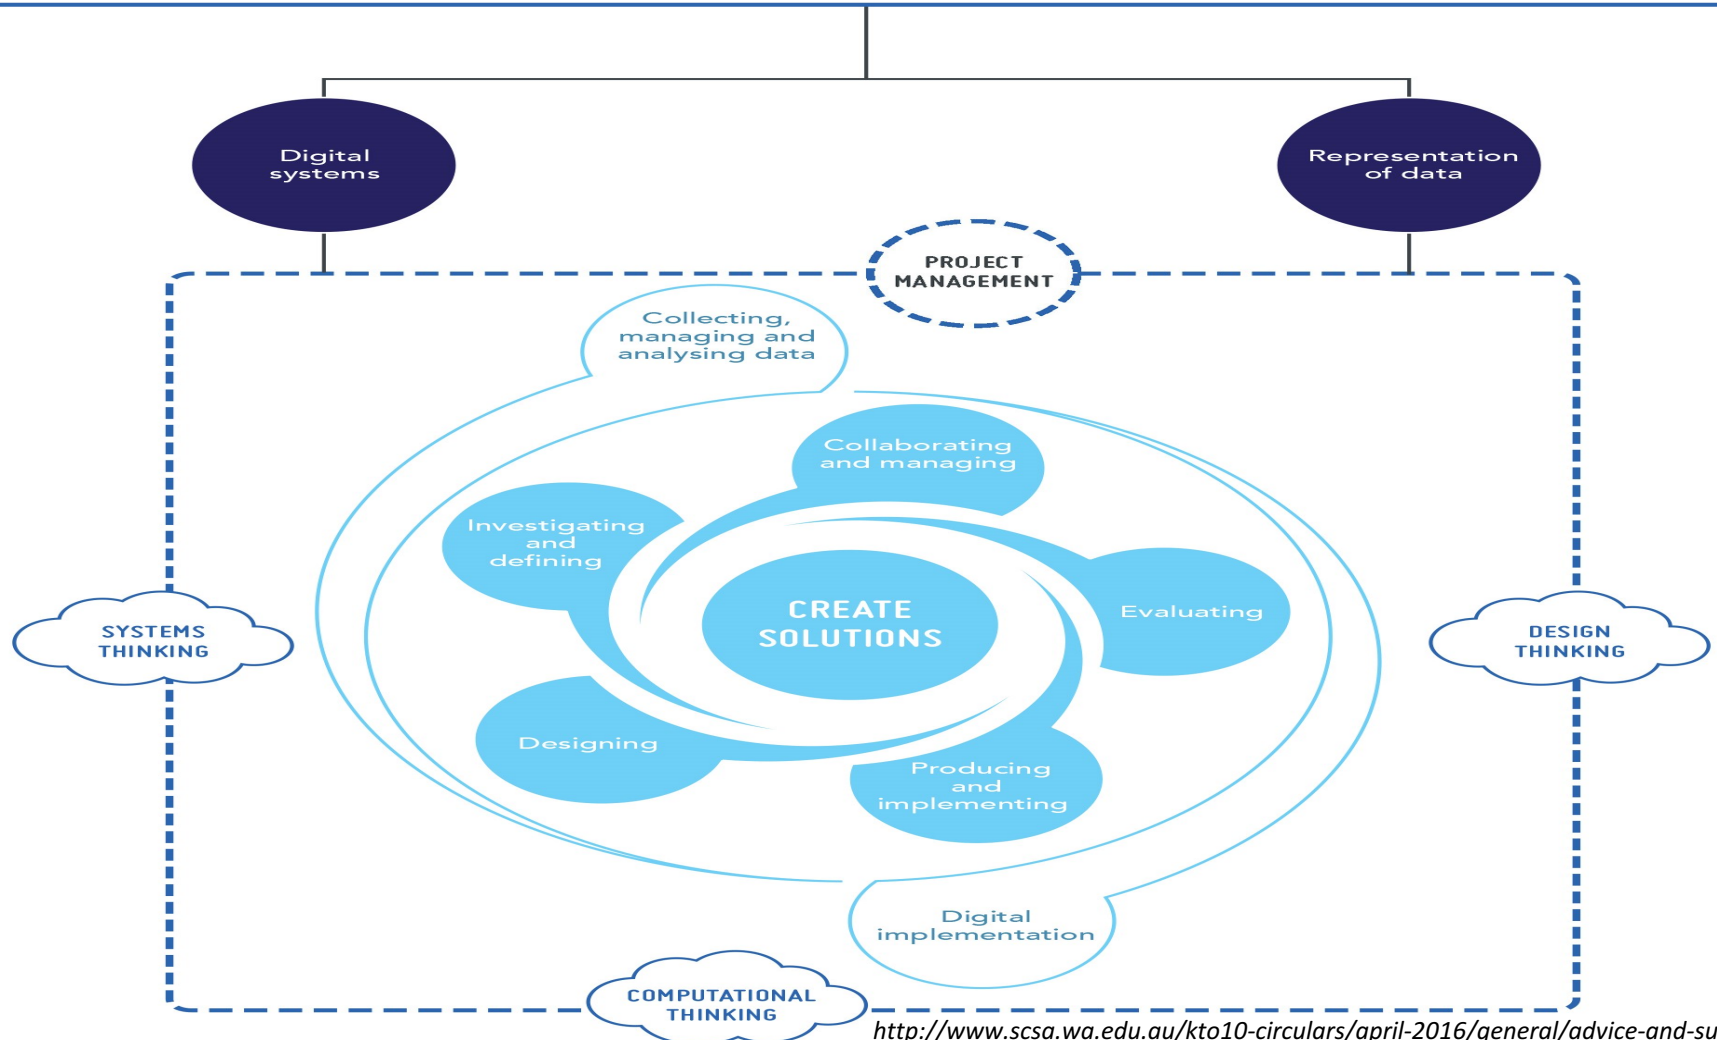 Digital
systems
Representation
of data
PROJECT
MANAGEMENT
Collecting,
managing and
analysing data
Collaborating
and managing
Investigating
and
defining
CREATE
SOLUTIONS
Evaluating
SYSTEMS
THINKING
DESIGN
THINKING
Designing
Producing
and
implementing
Digital
implementation
COMPUTATIONAL
THINKING
http://www.scsa.wa.edu.au/kto10-circulars/april-2016/general/advice-and-su